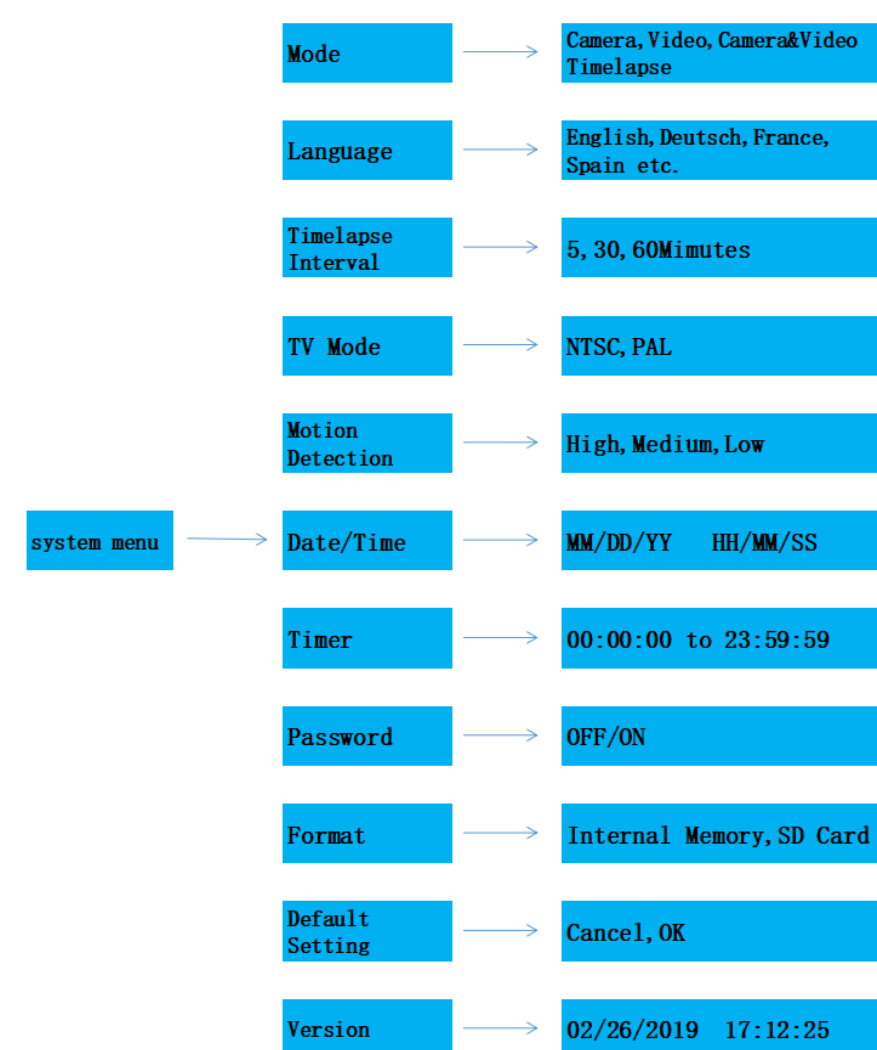 Mode
Camera,Video,Camera&Video
Timelapse
Language
English,Deutsch,France,
Spain etc.
Timelapse
Interval
5,30,60Mimutes
TV Mode
NTSC,PAL
Motion
Detection
High,Medium,Low
system menu
Date/Time
MM/DD/YY   HH/MM/SS
Timer
00:00:00 to 23:59:59
Password
OFF/ON
Format
Internal Memory,SD Card
Default
Setting
Cancel,OK
Version
02/26/2019  17:12:25